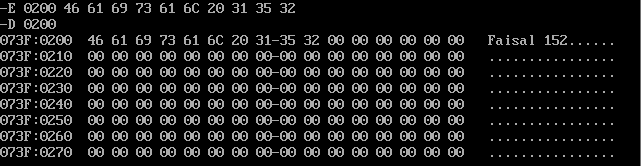 -E 0200 46 61 69 73 61 6C 20 31 35 32
-D 0200
073F:0200  46 61 69 73 61 6C 20 31-35 32 00 00 00 00 00 00   Faisal 152......
073F:0210  00 00 00 00 00 00 00 00-00 00 00 00 00 00 00 00   ................
073F:0220  00 00 00 00 00 00 00 00-00 00 00 00 00 00 00 00   ................
073F:0230  00 00 00 00 00 00 00 00-00 00 00 00 00 00 00 00   ................
073F:0240  00 00 00 00 00 00 00 00-00 00 00 00 00 00 00 00   ................
073F:0250  00 00 00 00 00 00 00 00-00 00 00 00 00 00 00 00   ................
073F:0260  00 00 00 00 00 00 00 00-00 00 00 00 00 00 00 00   ................
073F:0270  00 00 00 00 00 00 00 00-00 00 00 00 00 00 00 00   ................